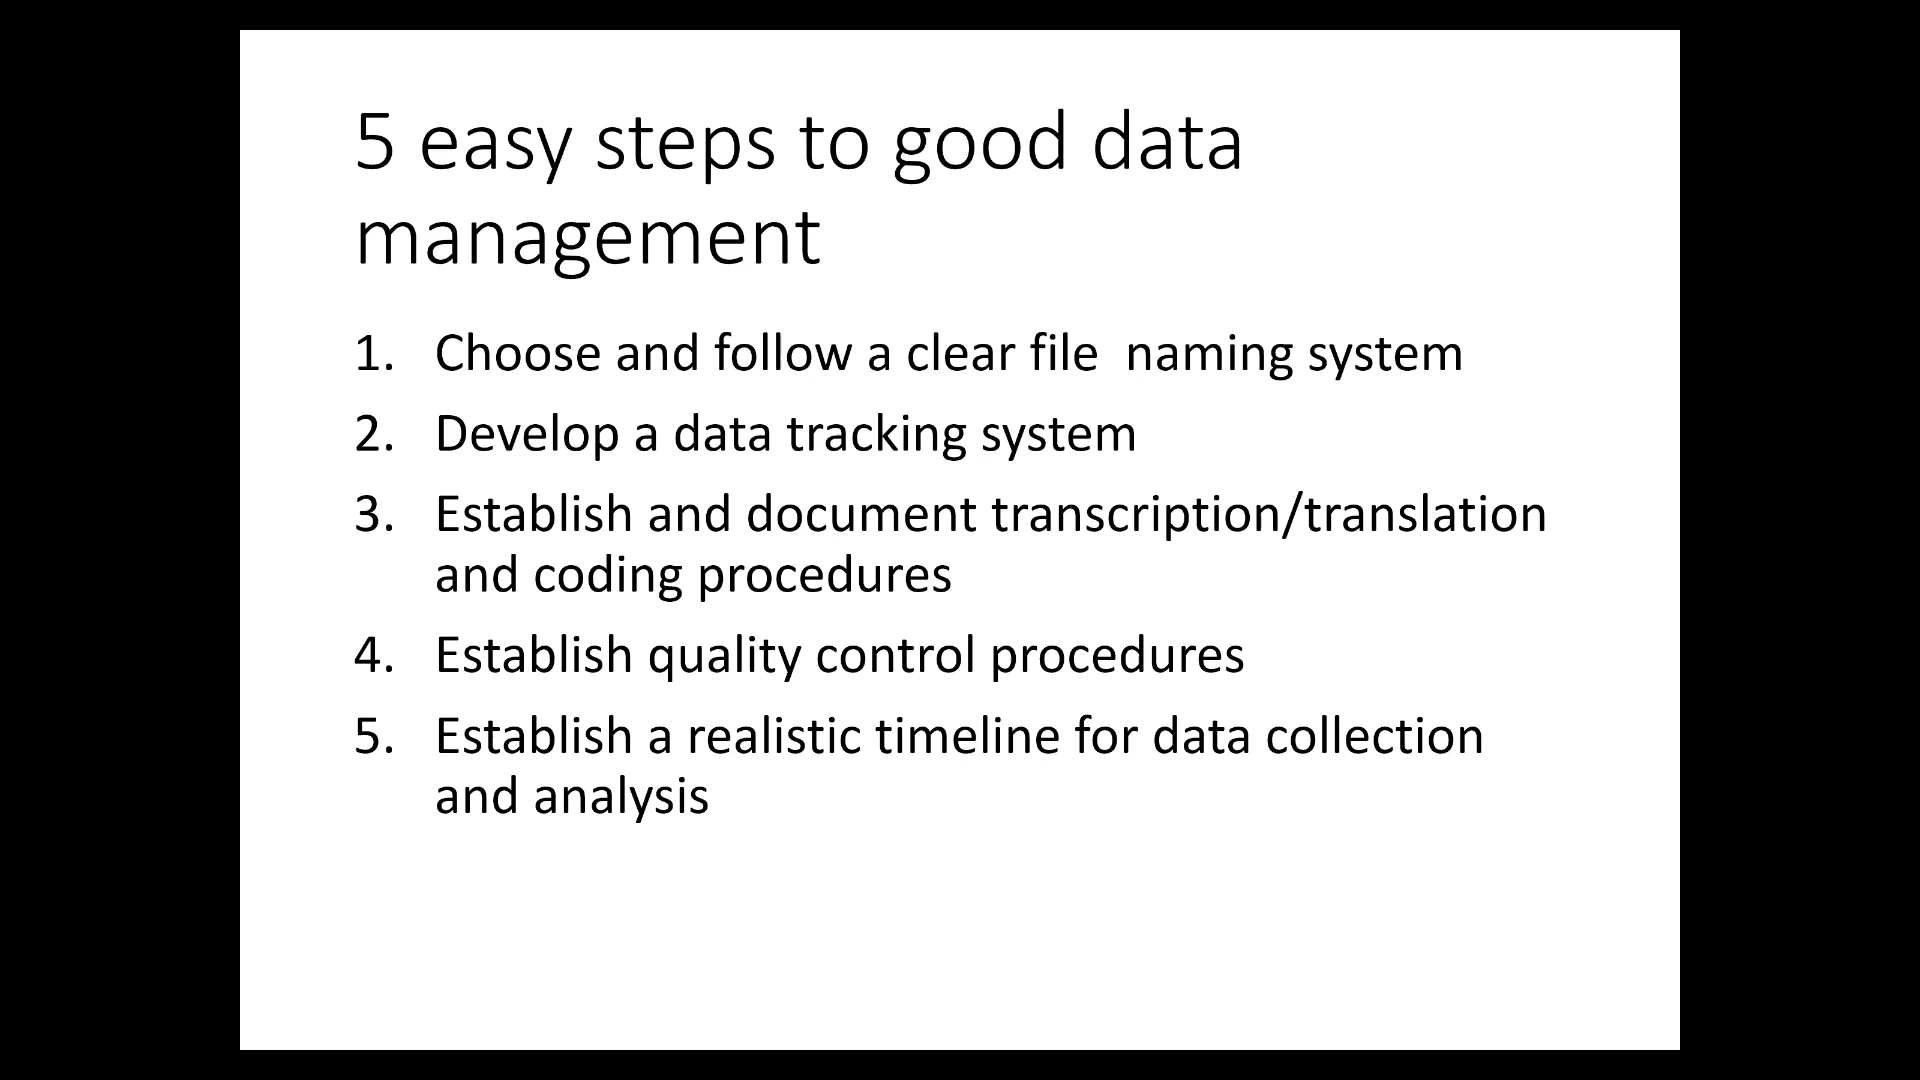 5 easy steps to good data
management
1. Choose and follow a clear file  naming system
2. Develop a data tracking system
3. Establish and document transcription/translation
and coding procedures
4. Establish quality control procedures
5. Establish a realistic timeline for data collection
and analysis